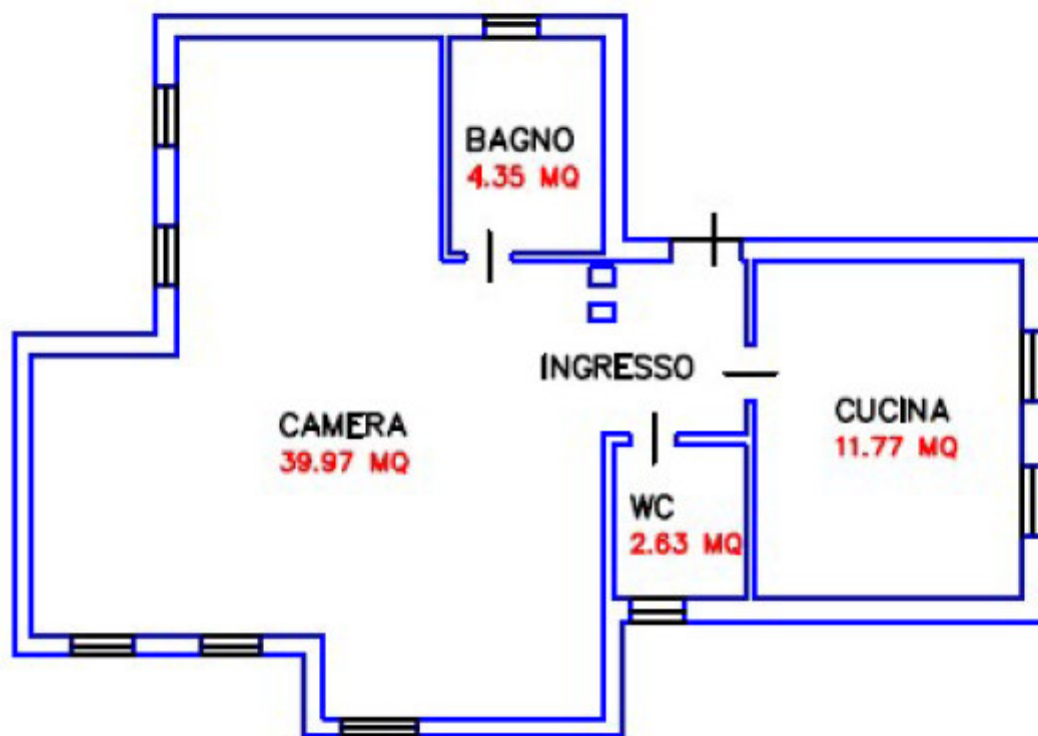 BAGNO
4.35 MQ
INGRESSO
CAMERA
39.97 MQ
CUCINA
11.77 MQ
WC
2.63 MQ